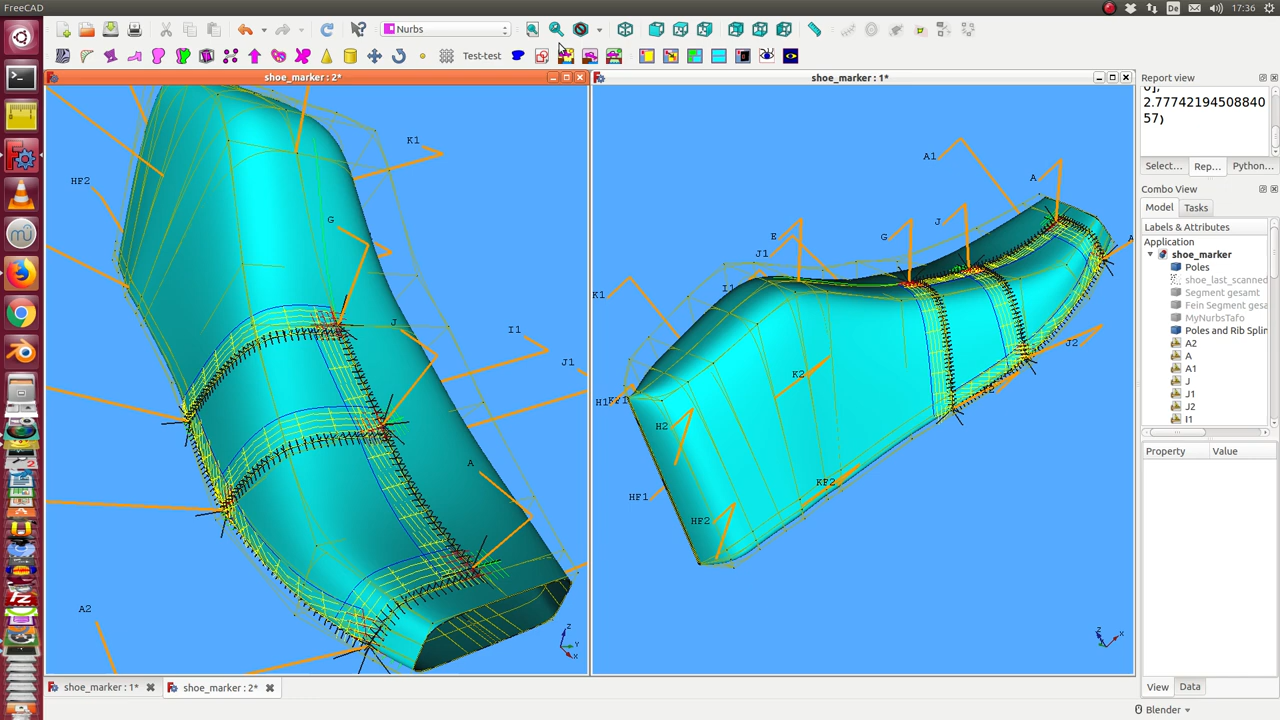 FreeCAD
De
17:36
Nurbs
Test-test
shoe_marker : 2*
shoe_marker : 1*
K1
HF2
G
J
I1
J1
A
A2
Z
Y
X
A1
A
J
G
E
J1
I1
K1
A
J2
K2
H1
H2
HF1
KF2
HF2
Z
X
Report view
0],
2.77742194508840
57)
Select...
Rep...
Python...
Combo View
Model
Tasks
Labels & Attributes
Application
shoe_marker
Poles
shoe_last_scanned
Segment gesamt
Fein Segment gesamt
MyNurbsTafo
Poles and Rib Splin
A2
A
A1
J
J1
J2
I1
Property
Value
View
Data
shoe_marker : 1*
shoe_marker : 2*
Blender